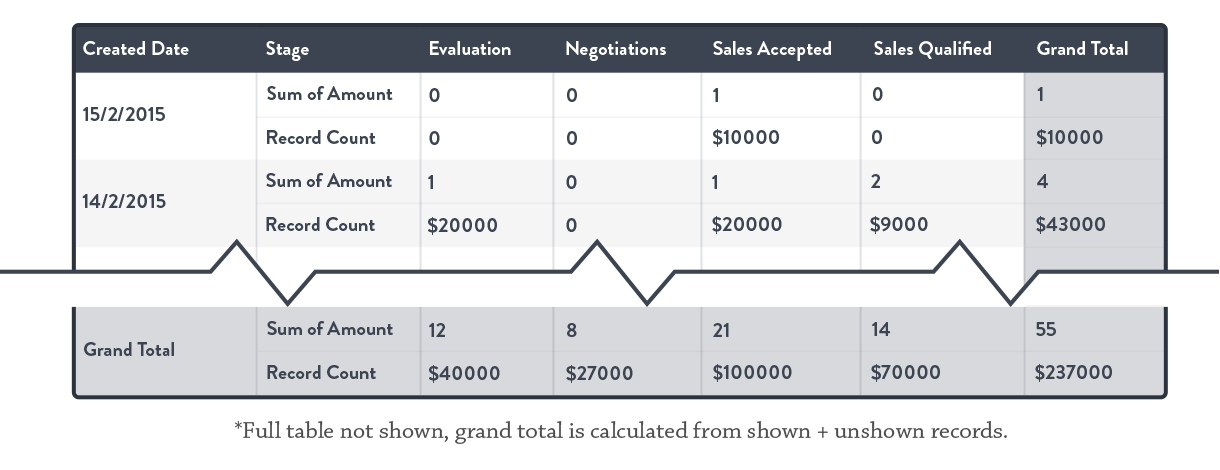 Created Date Stage Evaluation Negotiations Sales Accepted Sales Qualified Grand Total
15/2/2015 Sum of Amount 0 0 1 0 1
Record Count 0 0 $10000 0 $10000
14/2/2015 Sum of Amount 1 0 1 2 4
Record Count $20000 0 $20000 $9000 $43000
Grand Total Sum of Amount 12 8 21 14 55
Record Count $40000 $27000 $100000 $70000 $237000
*Full table not shown, grand total is calculated from shown + unshown records.